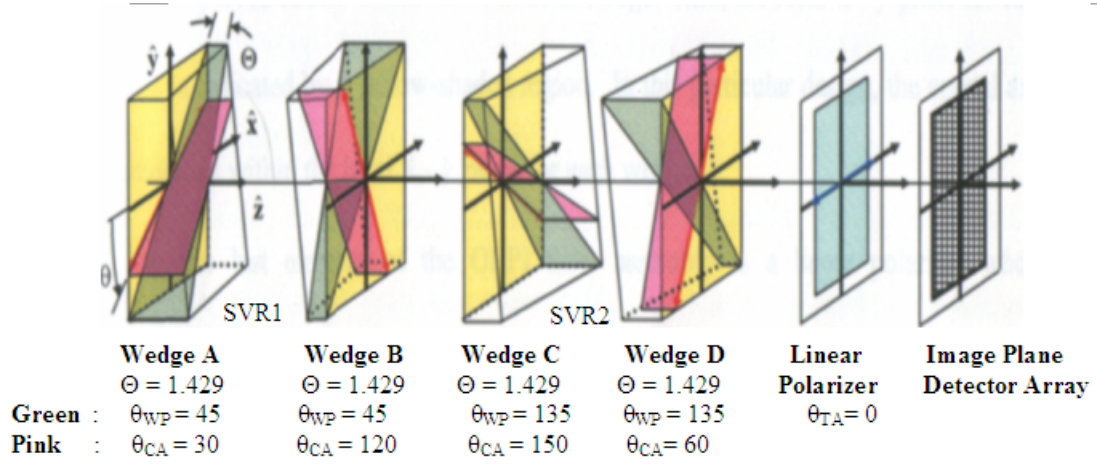 Θ
ŷ
x̂
ẑ
θ
SVR1 SVR2
Wedge A Wedge B Wedge C Wedge D Linear Image Plane
Θ = 1.429 Θ = 1.429 Θ = 1.429 Θ = 1.429 Polarizer Detector Array
Green : θWP = 45 θWP = 45 θWP = 135 θWP = 135 θTA= 0
Pink : θCA = 30 θCA = 120 θCA = 150 θCA= 60